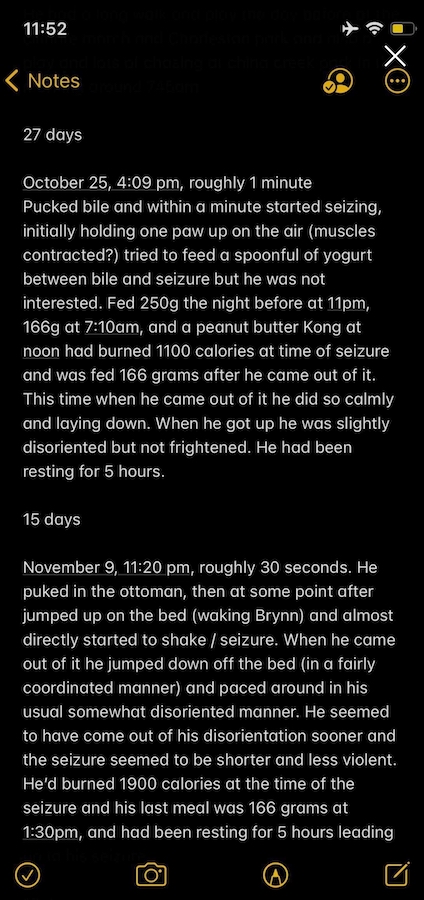 11:52
Notes
27 days
October 25, 4:09 pm, roughly 1 minute
Pucked bile and within a minute started seizing,
initially holding one paw up on the air (muscles
contracted?) tried to feed a spoonful of yogurt
between bile and seizure but he was not
interested. Fed 250g the night before at 11pm,
166g at 7:10am, and a peanut butter Kong at
noon had burned 1100 calories at time of seizure
and was fed 166 grams after he came out of it.
This time when he came out of it he did so calmly
and laying down. When he got up he was slightly
disoriented but not frightened. He had been
resting for 5 hours.
15 days
November 9, 11:20 pm, roughly 30 seconds. He
puked in the ottoman, then at some point after
jumped up on the bed (waking Brynn) and almost
directly started to shake / seizure. When he came
out of it he jumped down off the bed (in a fairly
coordinated manner) and paced around in his
usual somewhat disoriented manner. He seemed
to have come out of his disorientation sooner and
the seizure seemed to be shorter and less violent.
He’d burned 1900 calories at the time of the
seizure and his last meal was 166 grams at
1:30pm, and had been resting for 5 hours leading